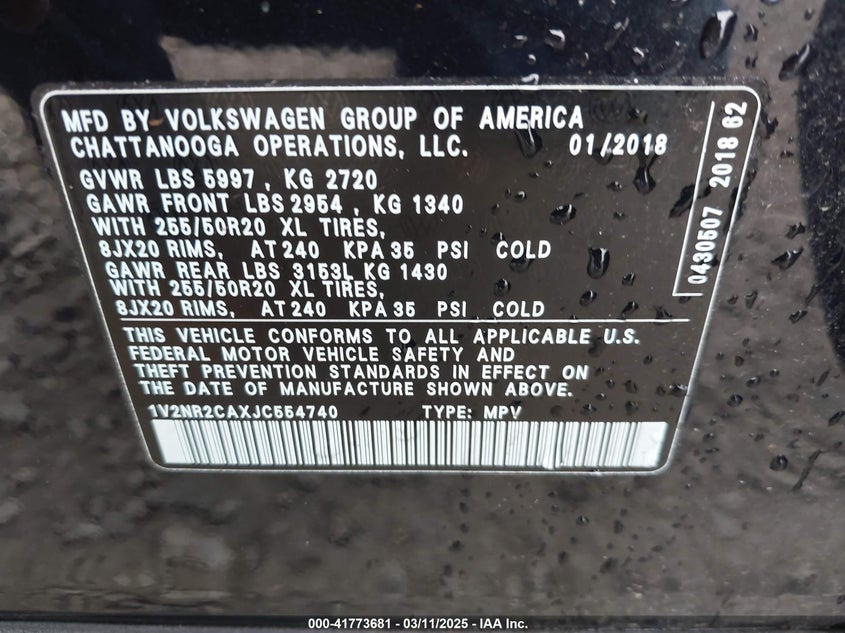 MFD BY VOLKSWAGEN GROUP OF AMERICA
CHATTANOOGA OPERATIONS, LLC. 01/2018
GVWR LBS 5997 , KG 2720
GAWR FRONT LBS 2954 , KG 1340
WITH 255/50R20 XL TIRES,
8JX20 RIMS, AT 240 KPA 35 PSI COLD
GAWR REAR LBS 3153L KG 1430
WITH 255/50R20 XL TIRES,
8JX20 RIMS, AT 240 KPA 35 PSI COLD
THIS VEHICLE CONFORMS TO ALL APPLICABLE U.S.
FEDERAL MOTOR VEHICLE SAFETY AND
THEFT PREVENTION STANDARDS IN EFFECT ON
THE DATE OF MANUFACTURE SHOWN ABOVE.
1V2NR2CAXJC554740 TYPE: MPV
0430507 2018 62
000-41773681 - 03/11/2025 - IAA Inc.